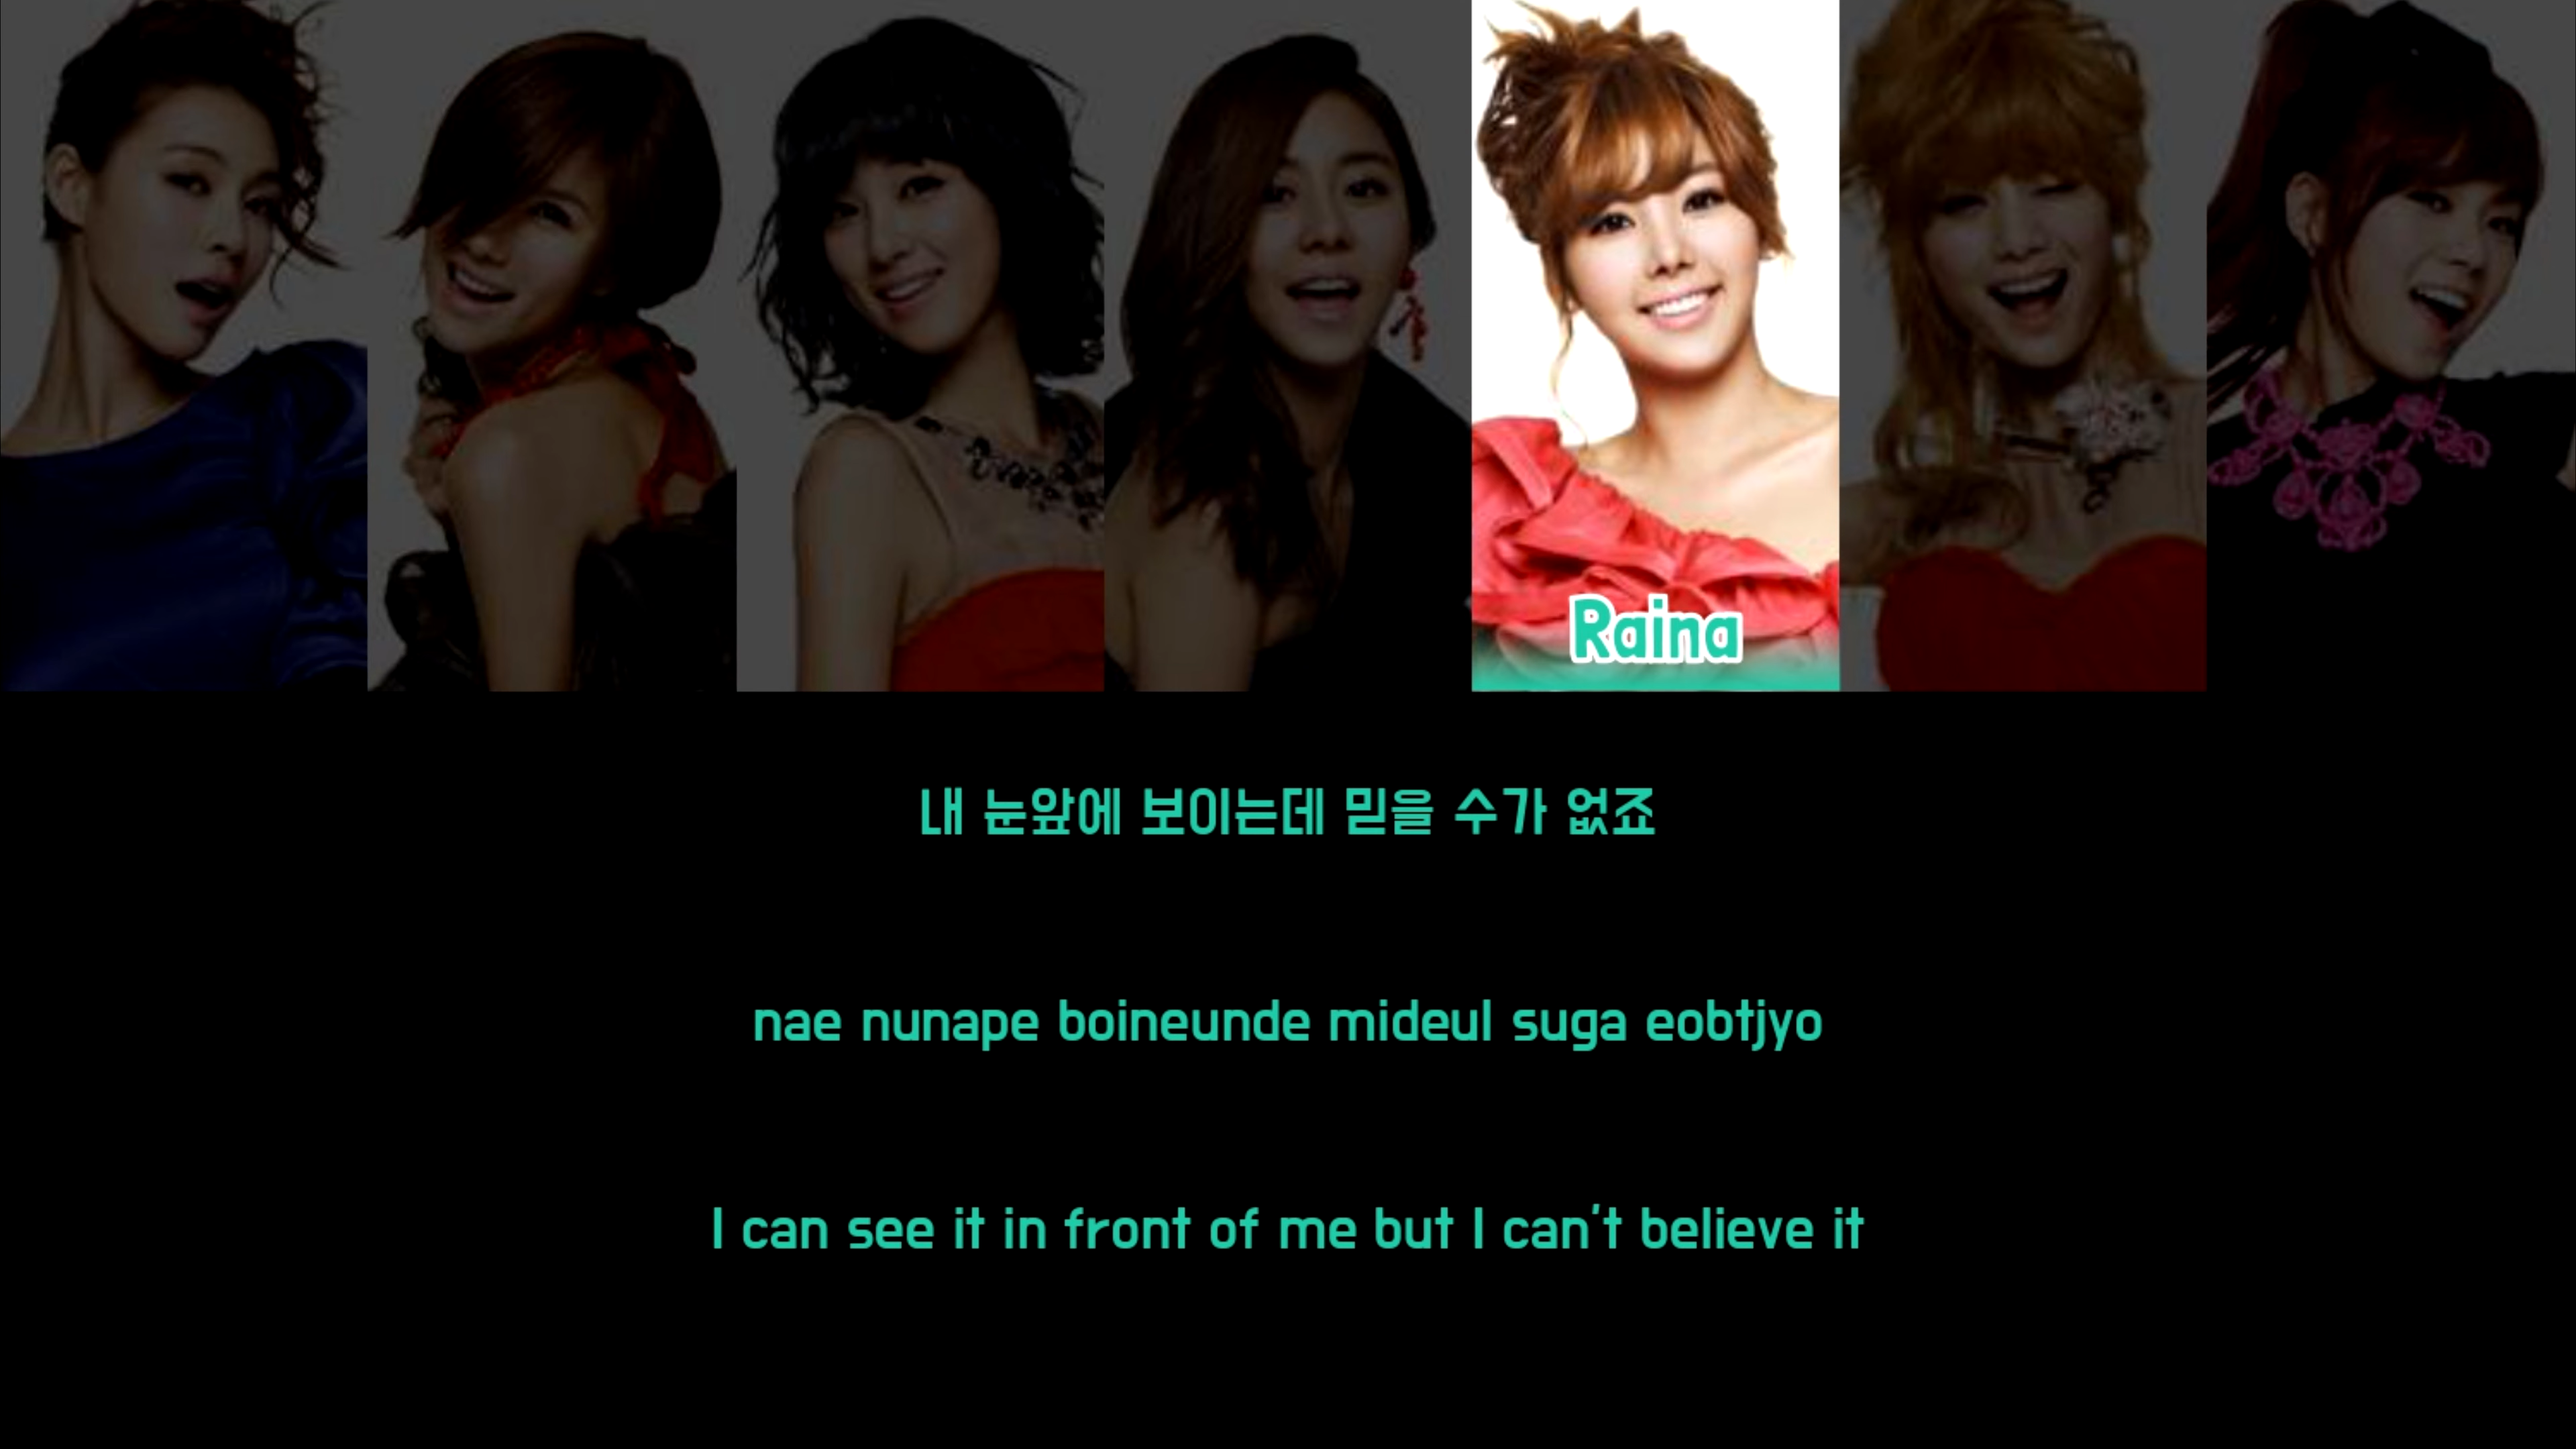 Raina
내 눈앞에 보이는데 믿을 수가 없죠
nae nunape boineunde mideul suga eobtjyo
I can see it in front of me but I can't believe it